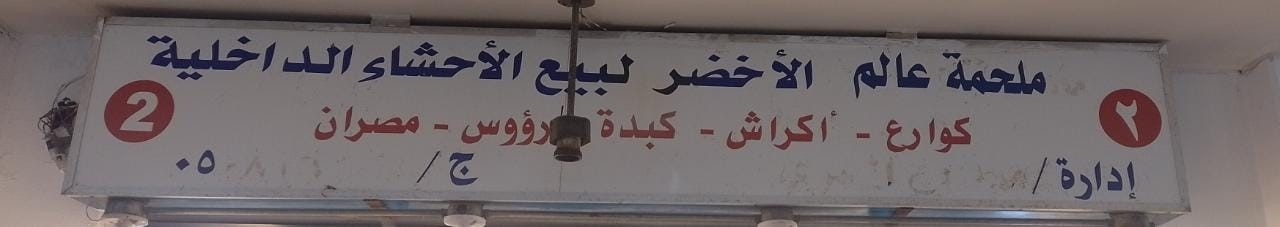 ملحمة عالم الأخضر لبيع الأحشاء الداخلية
٢ كوارع - أكراش - كبدة رؤوس - مصران 2
إدارة / ج / ٠٥